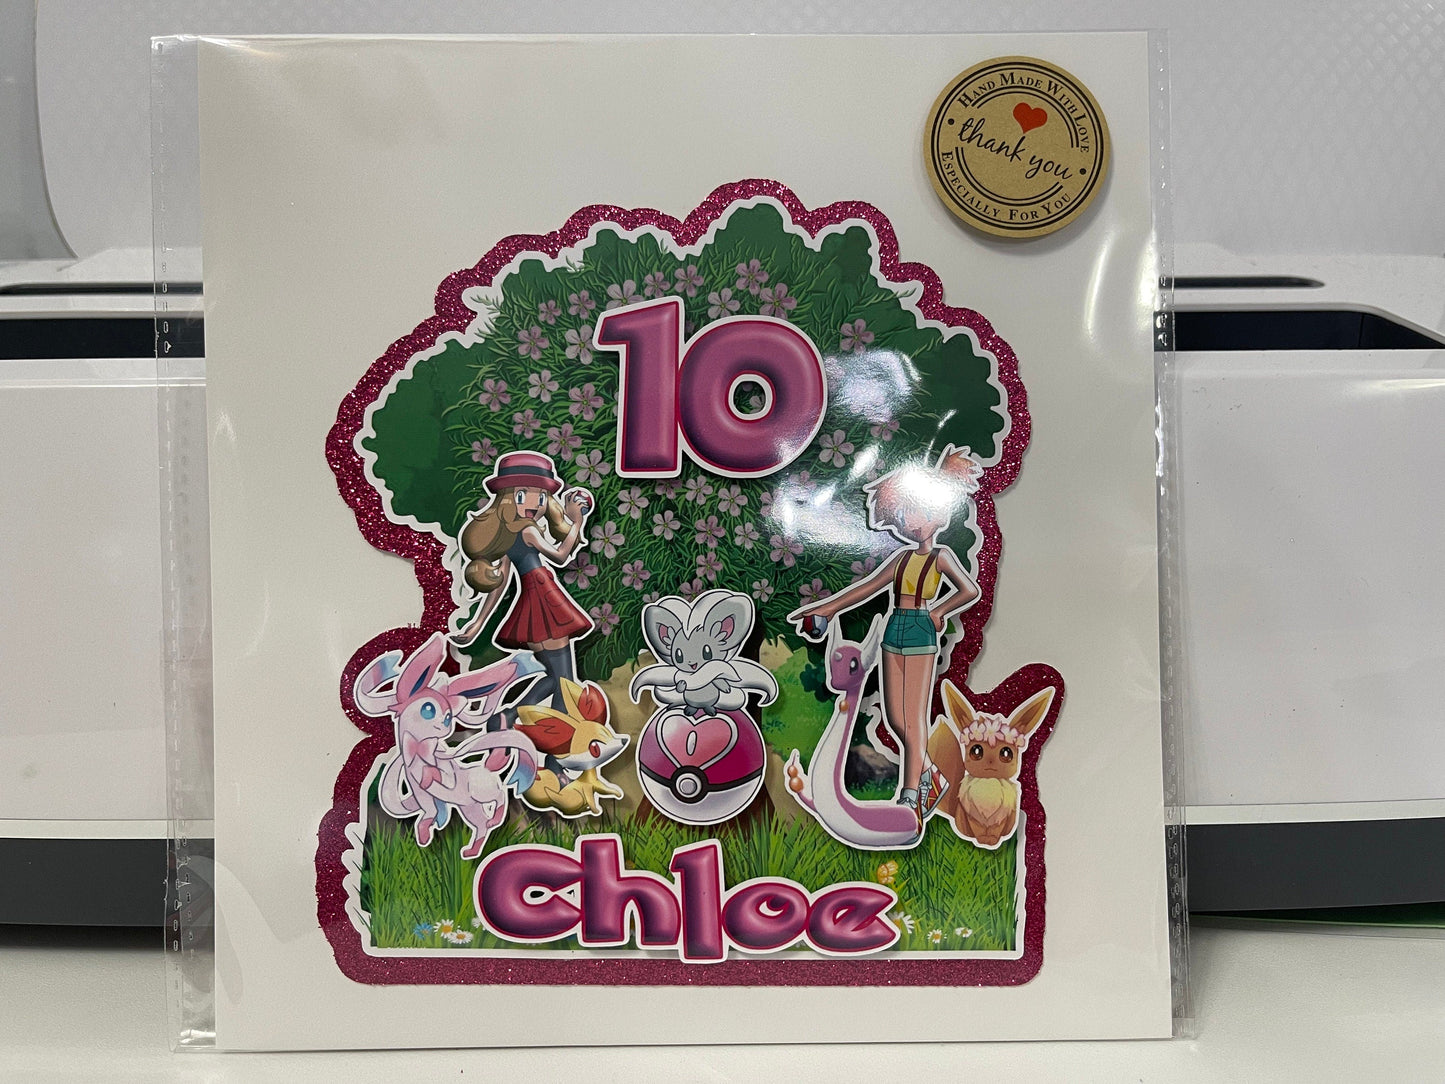 HAND MADE WITH LOVE
thank you
ESPECIALLY FOR YOU
10
Chloe